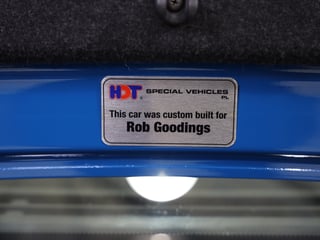 HDT SPECIAL VEHICLES
PL
This car was custom built for
Rob Goodings